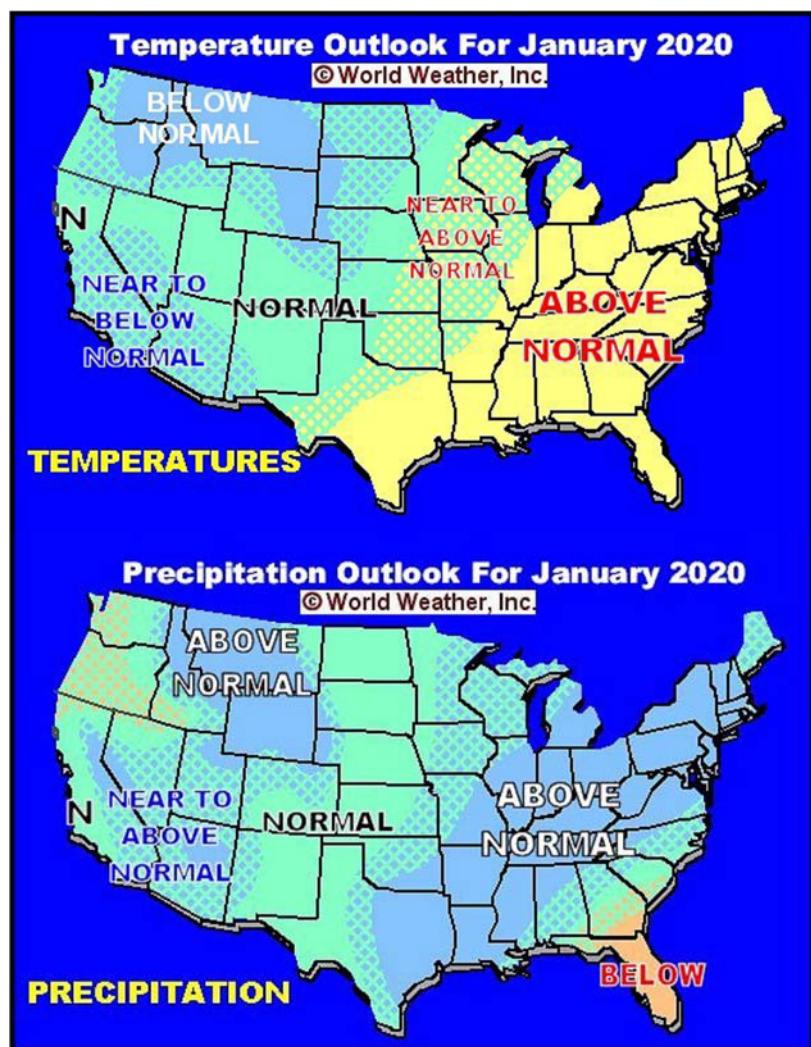 Temperature Outlook For January 2020
© World Weather, Inc.
BELOW
NORMAL
N
NEAR TO
BELOW
NORMAL
NORMAL
NEAR TO
ABOVE
NORMAL
ABOVE
NORMAL
TEMPERATURES
Precipitation Outlook For January 2020
© World Weather, Inc.
ABOVE
NORMAL
N
NEAR TO
ABOVE
NORMAL
NORMAL
ABOVE
NORMAL
BELOW
PRECIPITATION